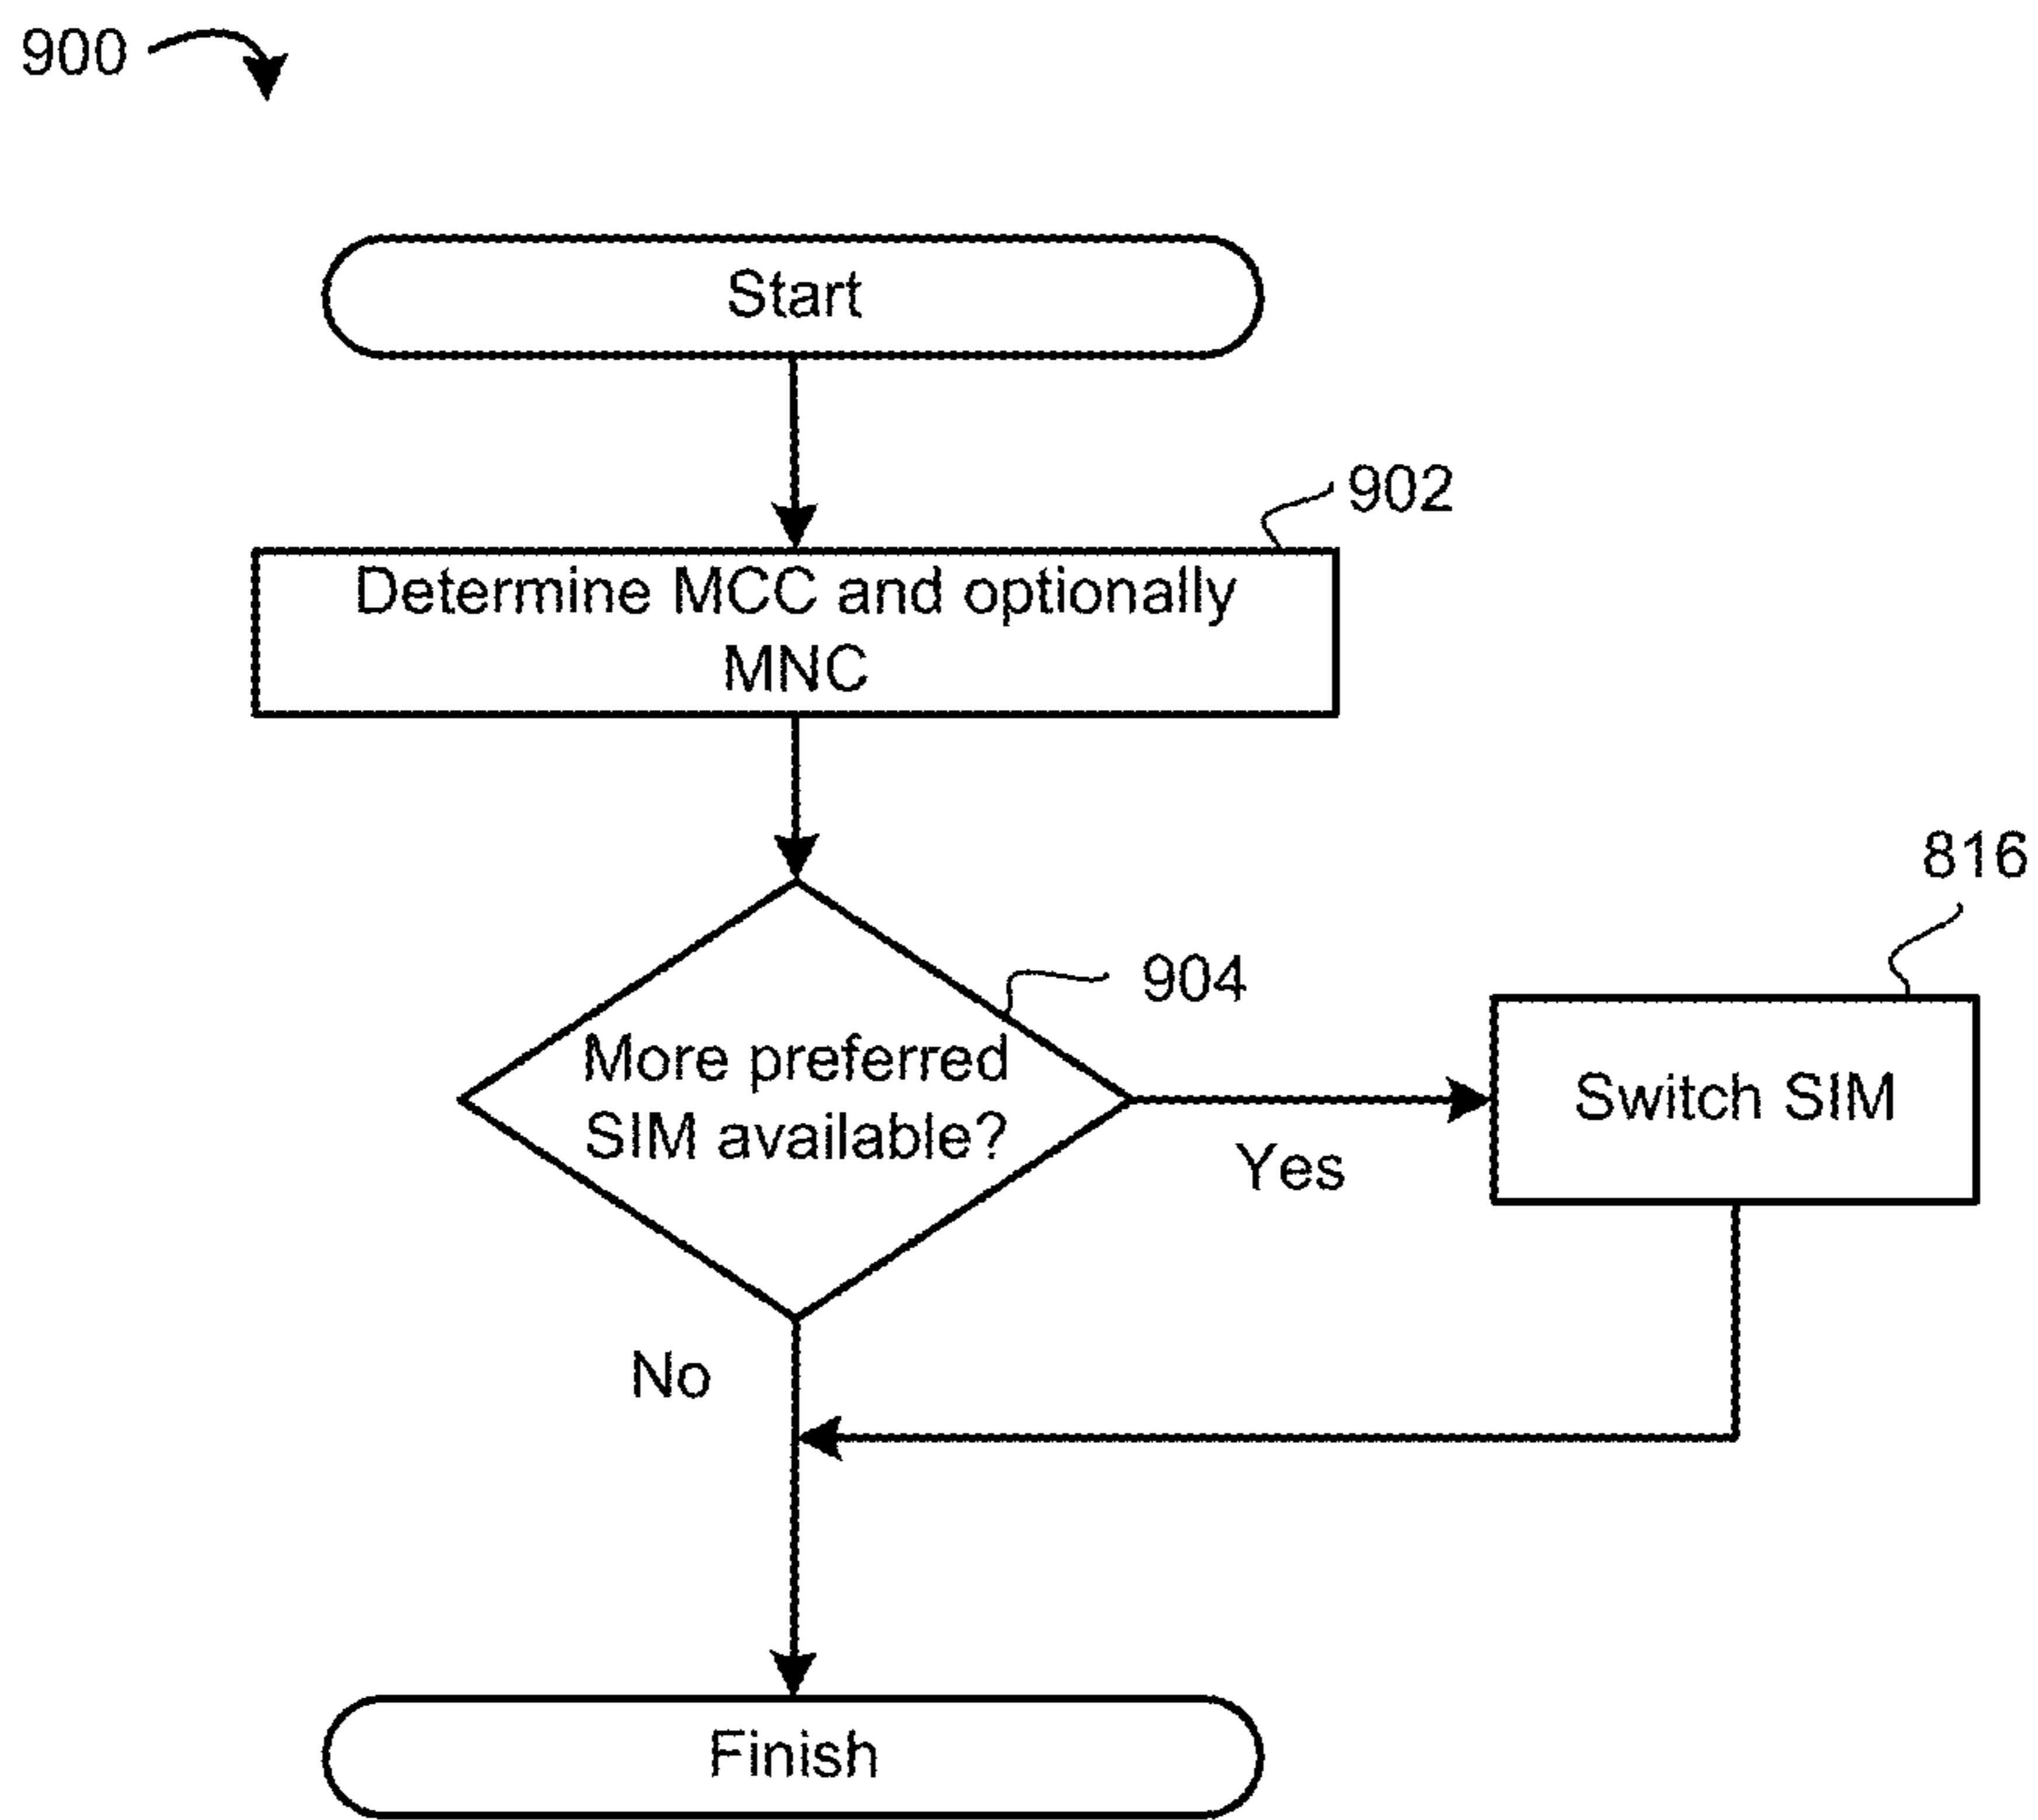 900
Start
902
Determine MCC and optionally
MNC
816
904
More preferred
SIM available?
Switch SIM
Yes
No
Finish